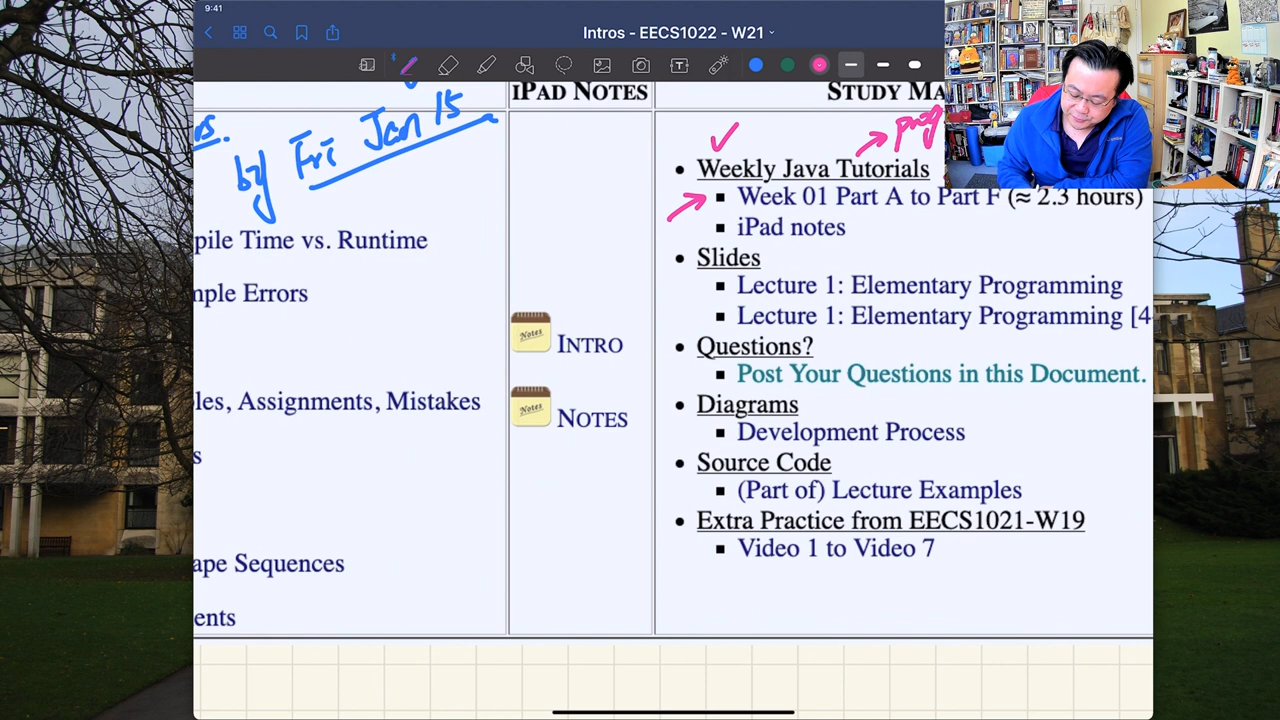 9:41
Intros - EECS1022 - W21
IPAD NOTES
STUDY MA
by Fri Jan 15
prog
Weekly Java Tutorials
Week 01 Part A to Part F (≈ 2.3 hours)
iPad notes
pile Time vs. Runtime
Slides
Lecture 1: Elementary Programming
mple Errors
Lecture 1: Elementary Programming [4
Notes INTRO
Questions?
Post Your Questions in this Document.
les, Assignments, Mistakes
Notes NOTES
Diagrams
Development Process
s
Source Code
(Part of) Lecture Examples
Extra Practice from EECS1021-W19
Video 1 to Video 7
ape Sequences
ents